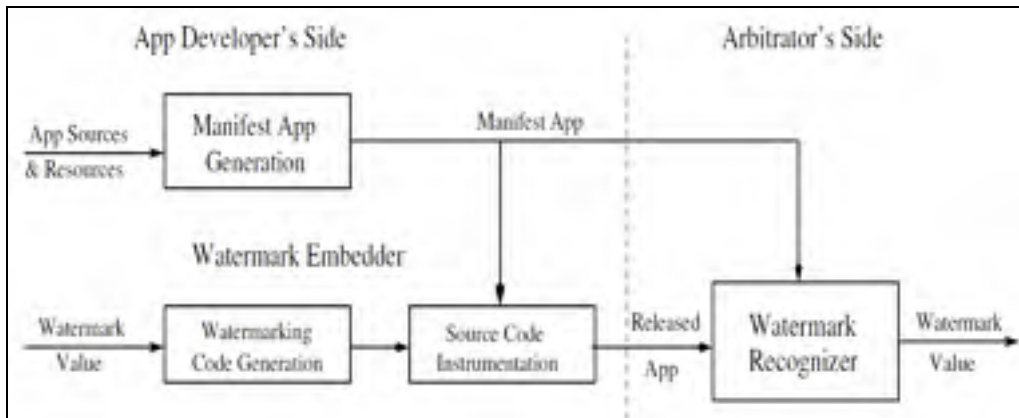 App Developer's Side
Arbitrator's Side
App Sources
& Resources
Manifest App
Generation
Manifest App
Watermark Embedder
Watermark
Value
Watermarking
Code Generation
Source Code
Instrumentation
Released
App
Watermark
Recognizer
Watermark
Value